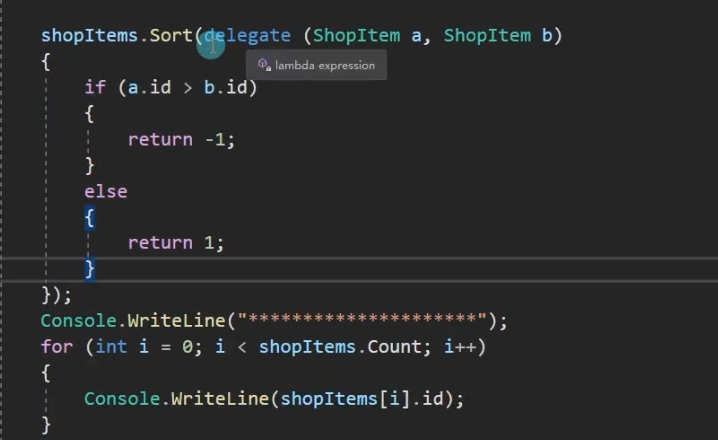 shopItems.Sort(delegate (ShopItem a, ShopItem b)
lambda expression
{
if (a.id > b.id)
{
return -1;
}
else
{
return 1;
}
});
Console.WriteLine("*********************");
for (int i = 0; i < shopItems.Count; i++)
{
Console.WriteLine(shopItems[i].id);
}